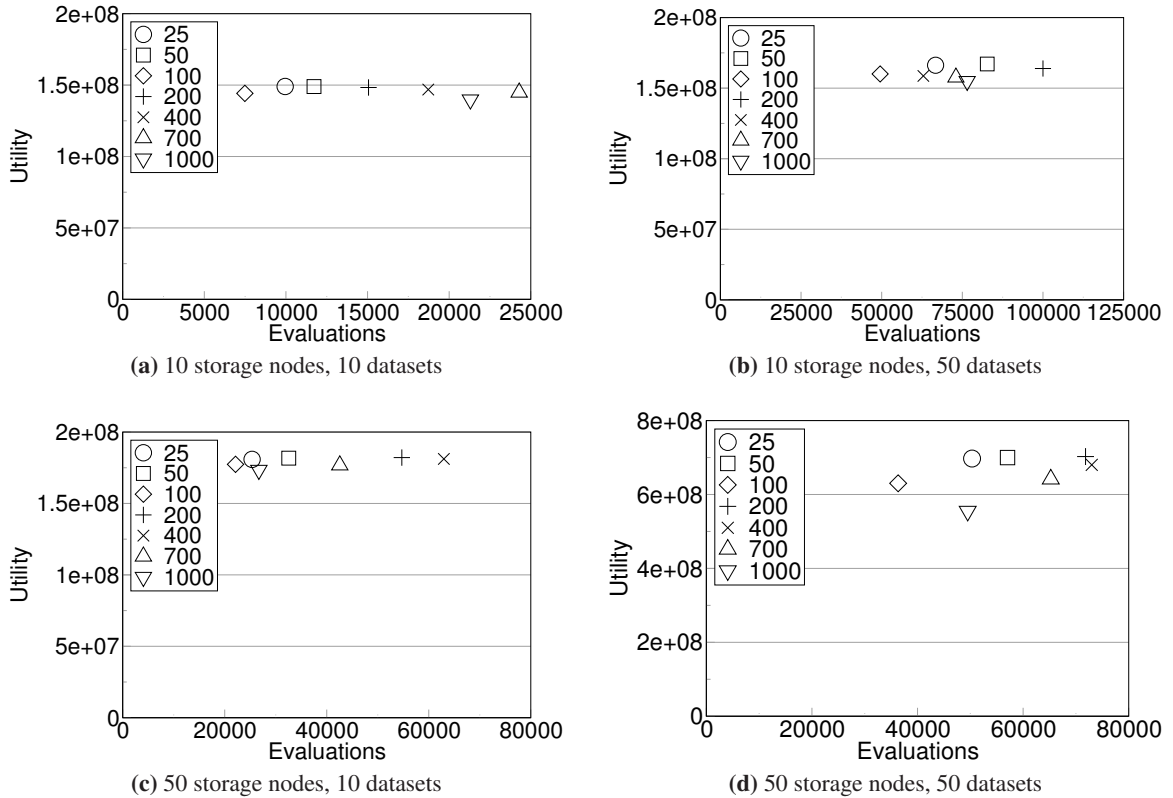 2e+08
1.5e+08
1e+08
5e+07
0
Utility
25
50
100
200
400
700
1000
0 5000 10000 15000 20000 25000
Evaluations
(a) 10 storage nodes, 10 datasets
2e+08
1.5e+08
1e+08
5e+07
0
Utility
25
50
100
200
400
700
1000
0 25000 50000 75000 100000 125000
Evaluations
(b) 10 storage nodes, 50 datasets
2e+08
1.5e+08
1e+08
5e+07
0
Utility
25
50
100
200
400
700
1000
0 20000 40000 60000 80000
Evaluations
(c) 50 storage nodes, 10 datasets
8e+08
6e+08
4e+08
2e+08
0
Utility
25
50
100
200
400
700
1000
0 20000 40000 60000 80000
Evaluations
(d) 50 storage nodes, 50 datasets